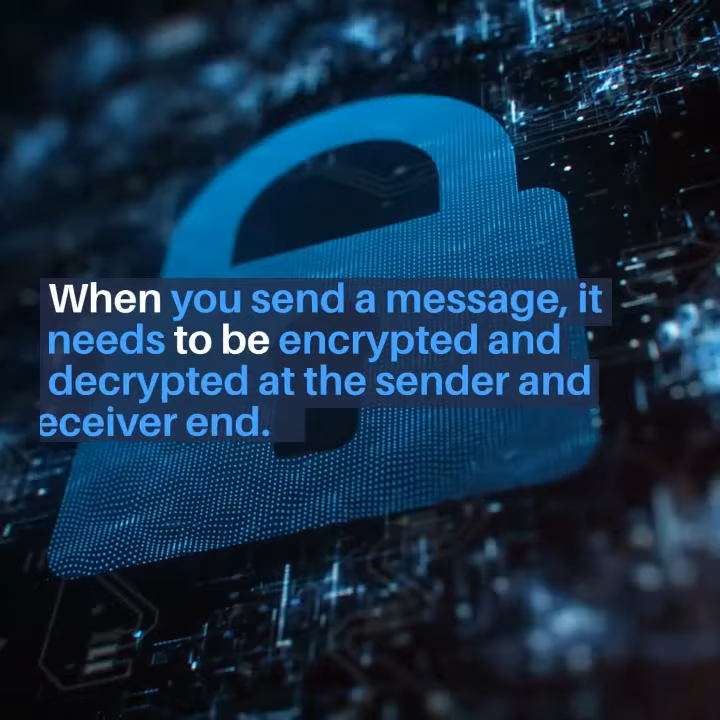 When you send a message, it
needs to be encrypted and
decrypted at the sender and
eceiver end.